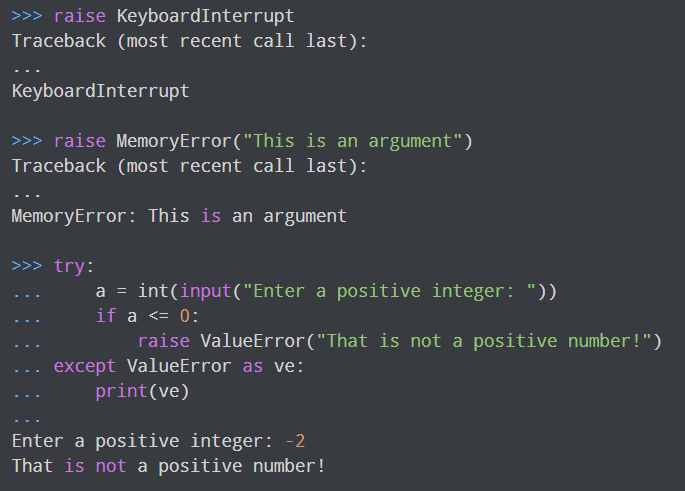 >>> raise KeyboardInterrupt
Traceback (most recent call last):
...
KeyboardInterrupt
>>> raise MemoryError("This is an argument")
Traceback (most recent call last):
...
MemoryError: This is an argument
>>> try:
...     a = int(input("Enter a positive integer: "))
...     if a <= 0:
...         raise ValueError("That is not a positive number!")
... except ValueError as ve:
...     print(ve)
...
Enter a positive integer: -2
That is not a positive number!